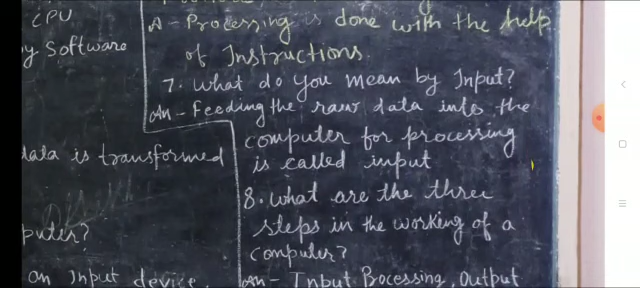 CPU
by Software
data is transformed
puter?
an Input device.
A - Processing is done with the help
of Instructions.
7. What do you mean by Input?
An - Feeding the raw data into the
computer for processing
is called input
8. What are the three
steps in the working of a
computer?
An - Input Processing, Output